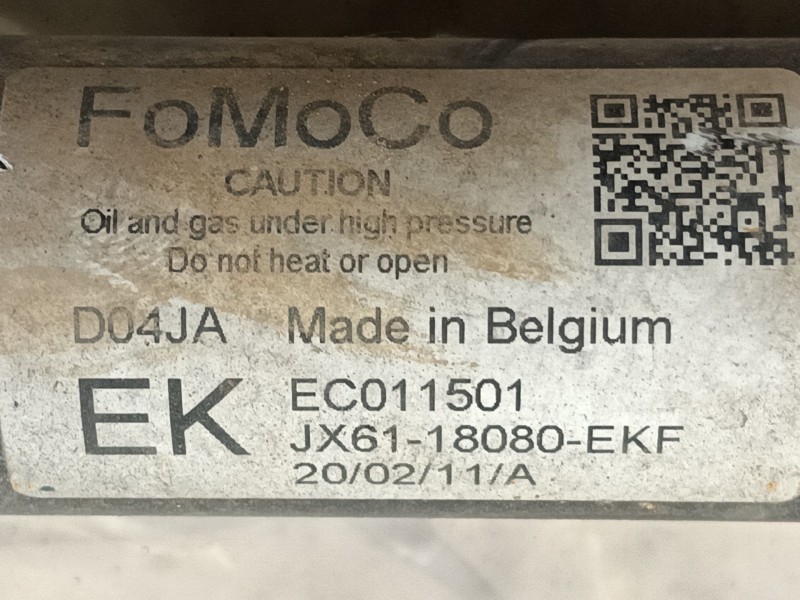 FoMoCo
CAUTION
Oil and gas under high pressure
Do not heat or open
D04JA Made in Belgium
EK EC011501
JX61-18080-EKF
20/02/11/A